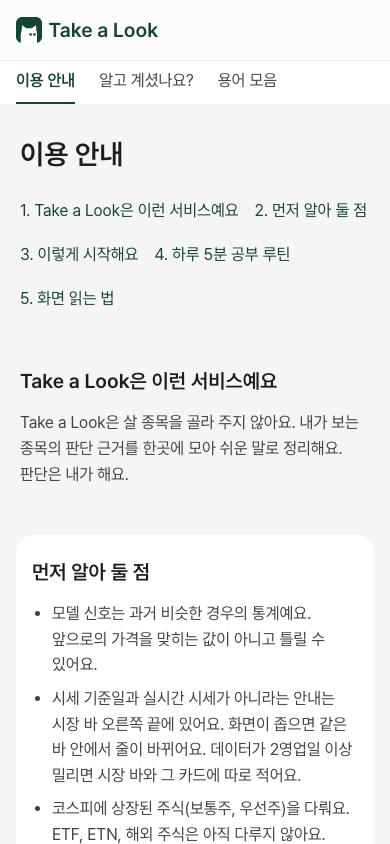 Take a Look
이용 안내 알고 계셨나요? 용어 모음
이용 안내
1. Take a Look은 이런 서비스예요 2. 먼저 알아 둘 점
3. 이렇게 시작해요 4. 하루 5분 공부 루틴
5. 화면 읽는 법
Take a Look은 이런 서비스예요
Take a Look은 살 종목을 골라 주지 않아요. 내가 보는
종목의 판단 근거를 한곳에 모아 쉬운 말로 정리해요.
판단은 내가 해요.
먼저 알아 둘 점
• 모델 신호는 과거 비슷한 경우의 통계예요.
앞으로의 가격을 맞히는 값이 아니고 틀릴 수
있어요.
• 시세 기준일과 실시간 시세가 아니라는 안내는
시장 바 오른쪽 끝에 있어요. 화면이 좁으면 같은
바 안에서 줄이 바뀌어요. 데이터가 2영업일 이상
밀리면 시장 바와 그 카드에 따로 적어요.
• 코스피에 상장된 주식(보통주, 우선주)을 다뤄요.
ETF, ETN, 해외 주식은 아직 다루지 않아요.